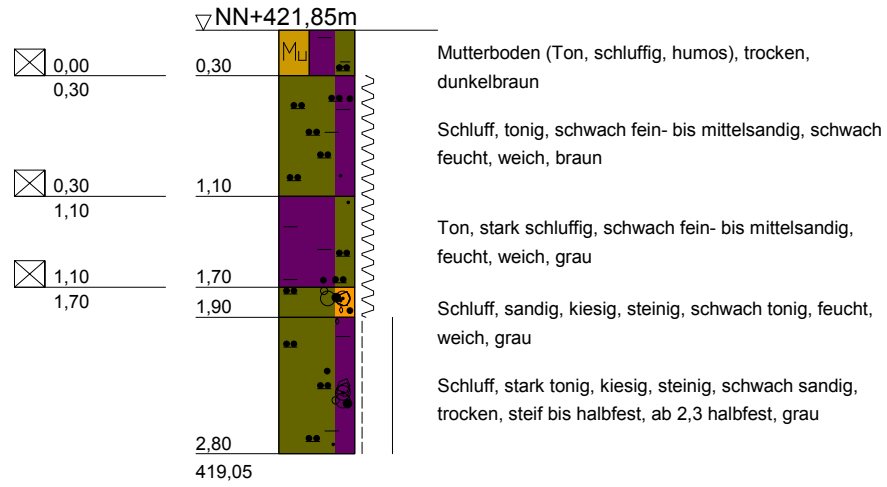 NN+421,85m
Mu
0,00
0,30
0,30
Mutterboden (Ton, schluffig, humos), trocken,
dunkelbraun
Schluff, tonig, schwach fein- bis mittelsandig, schwach
feucht, weich, braun
0,30
1,10
1,10
Ton, stark schluffig, schwach fein- bis mittelsandig,
feucht, weich, grau
1,10
1,70
1,70
1,90
Schluff, sandig, kiesig, steinig, schwach tonig, feucht,
weich, grau
Schluff, stark tonig, kiesig, steinig, schwach sandig,
trocken, steif bis halbfest, ab 2,3 halbfest, grau
2,80
419,05